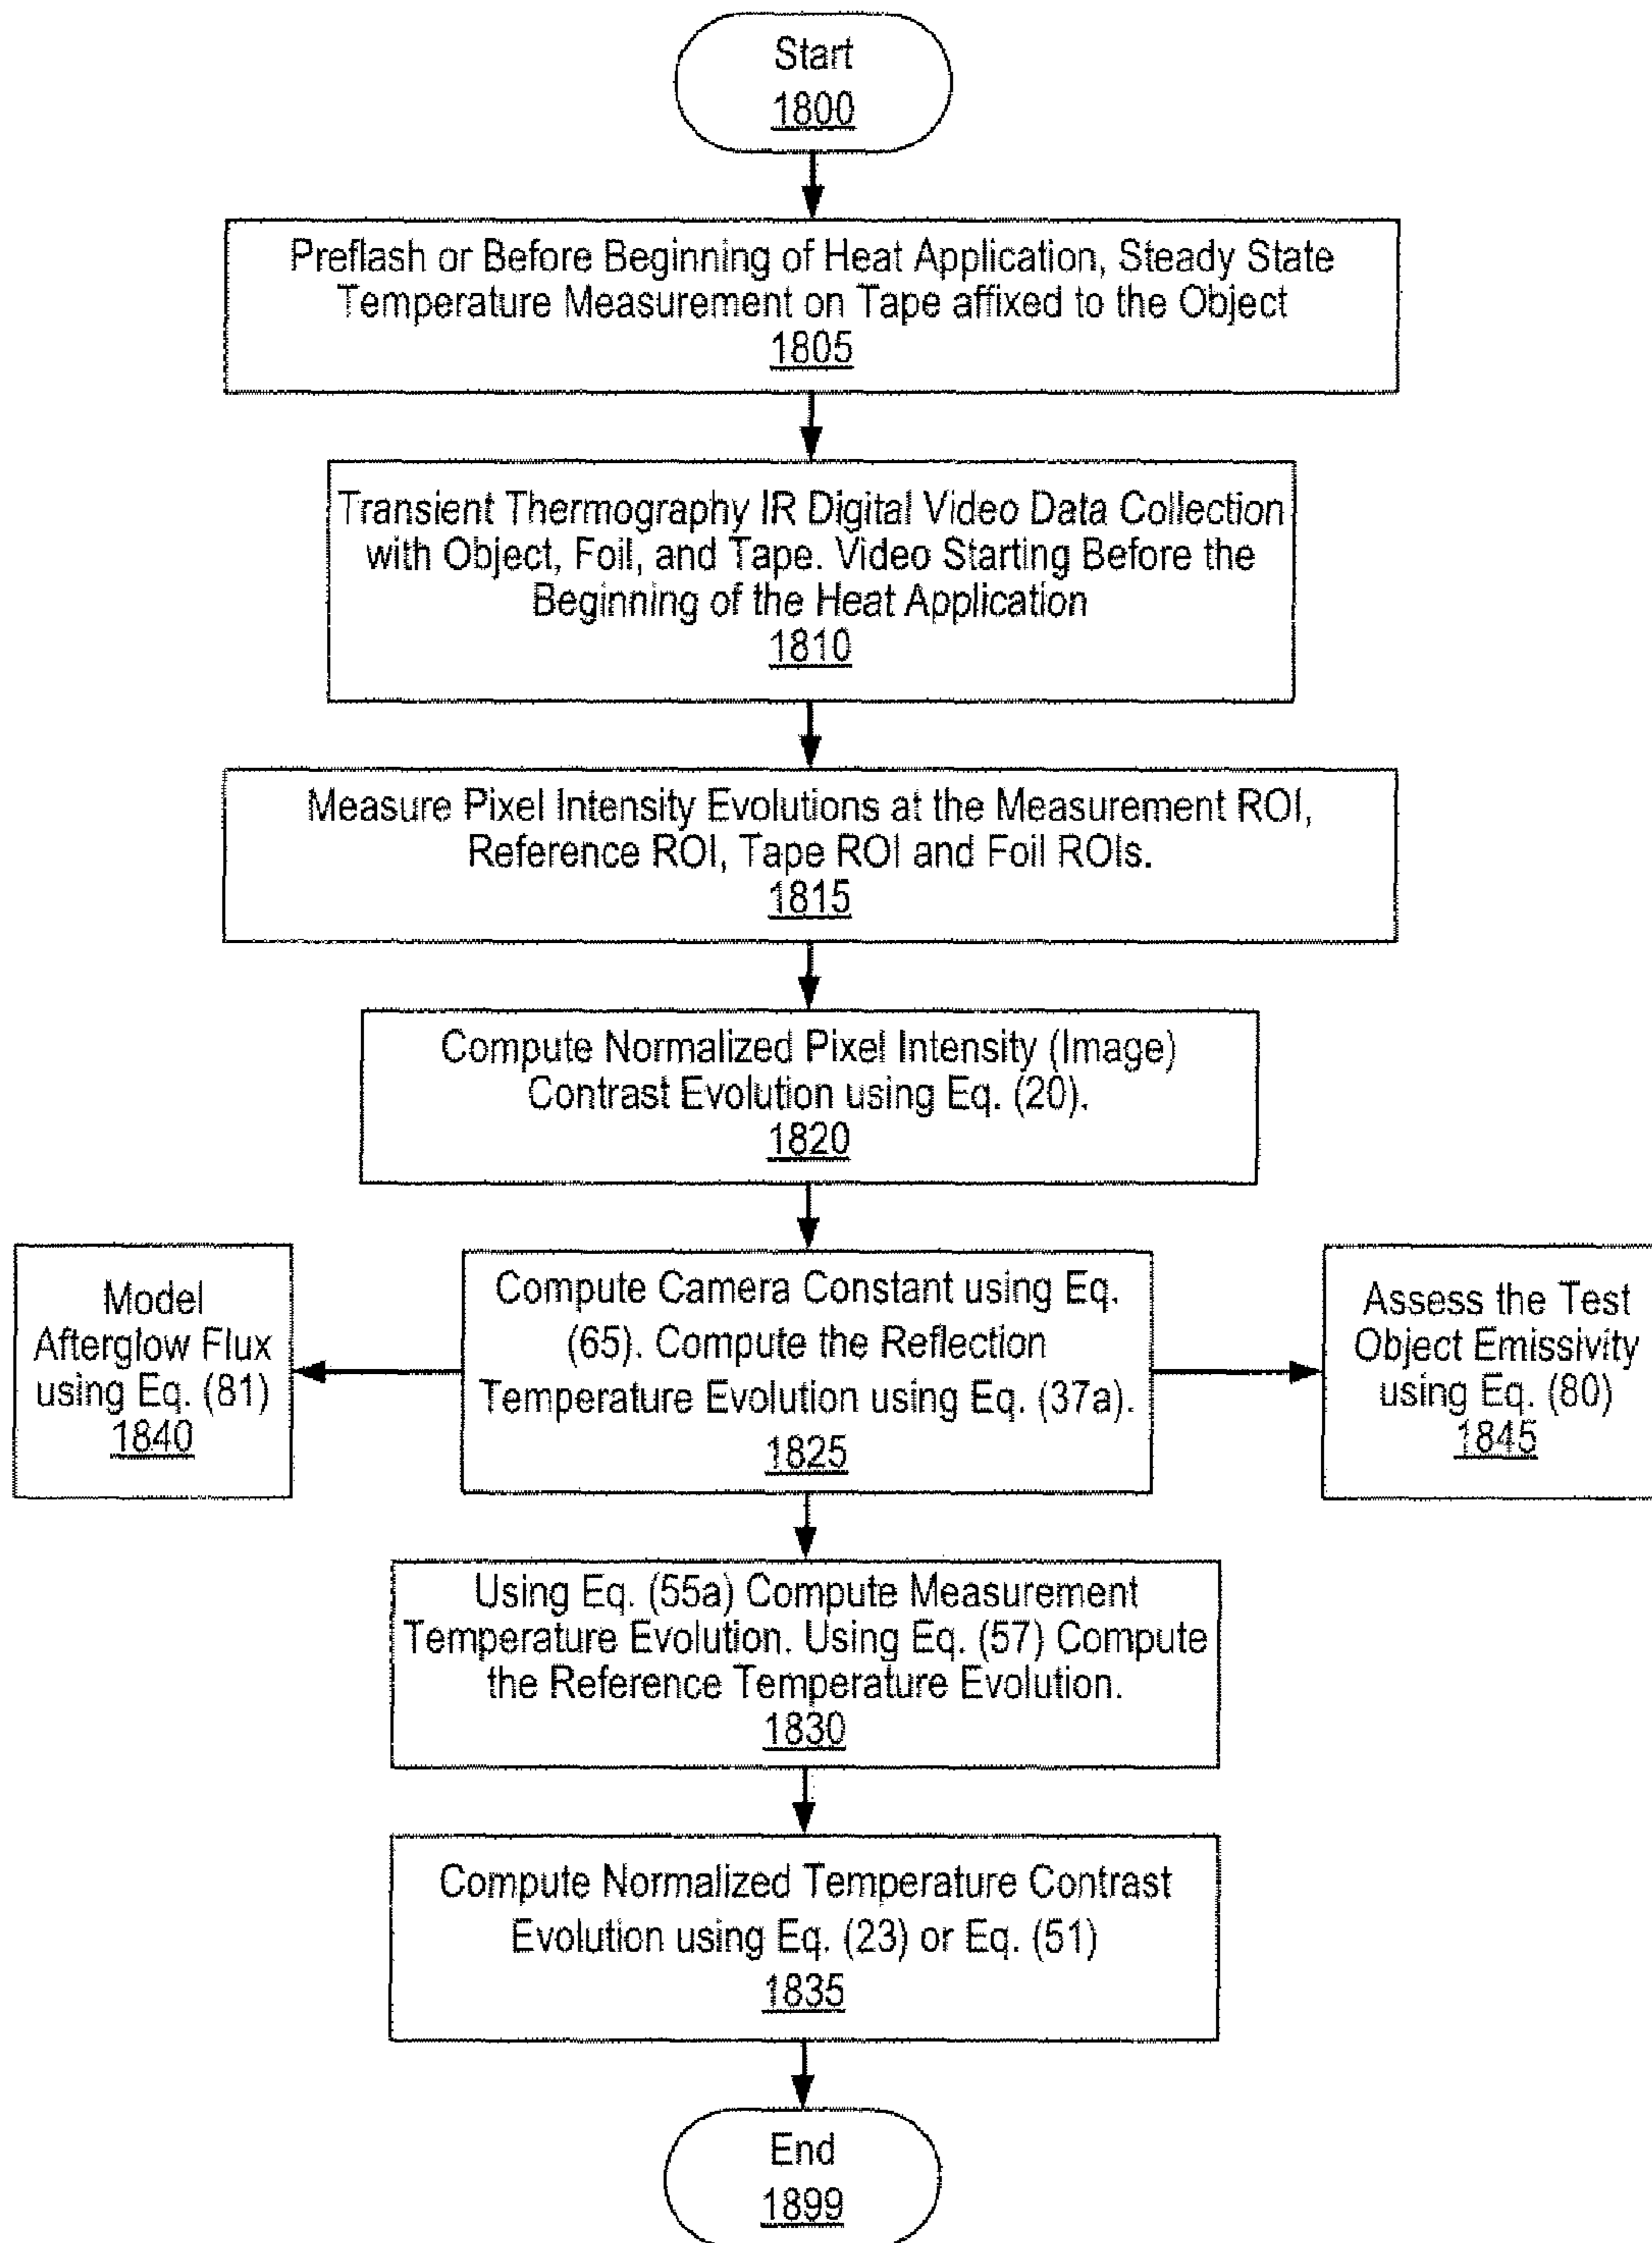 Start
1800
Preflash or Before Beginning of Heat Application, Steady State
Temperature Measurement on Tape affixed to the Object
1805
Transient Thermography IR Digital Video Data Collection
with Object, Foil, and Tape. Video Starting Before the
Beginning of the Heat Application
1810
Measure Pixel Intensity Evolutions at the Measurement ROI,
Reference ROI, Tape ROI and Foil ROIs.
1815
Compute Normalized Pixel Intensity (Image)
Contrast Evolution using Eq. (20).
1820
Model
Afterglow Flux
using Eq. (81)
1840
Compute Camera Constant using Eq.
(65). Compute the Reflection
Temperature Evolution using Eq. (37a).
1825
Assess the Test
Object Emissivity
using Eq. (80)
1845
Using Eq. (55a) Compute Measurement
Temperature Evolution. Using Eq. (57) Compute
the Reference Temperature Evolution.
1830
Compute Normalized Temperature Contrast
Evolution using Eq. (23) or Eq. (51)
1835
End
1899